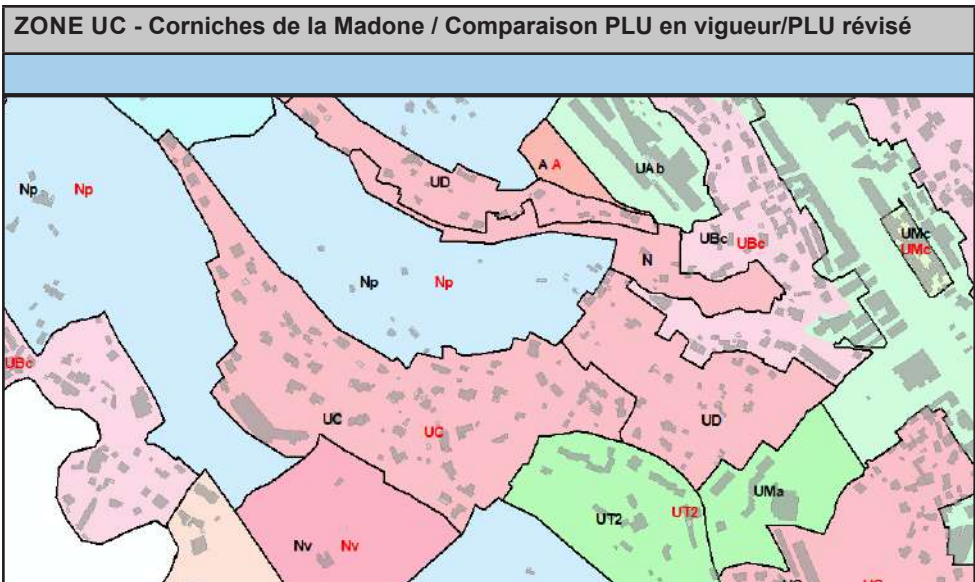 ZONE UC - Corniches de la Madone / Comparaison PLU en vigueur/PLU révisé
A A
UAb
Np Np
UD
UMc
UMc
UBc UBc
N
Np Np
UBc
UC UC
UD
UMa
UT2 UT2
Nv Nv